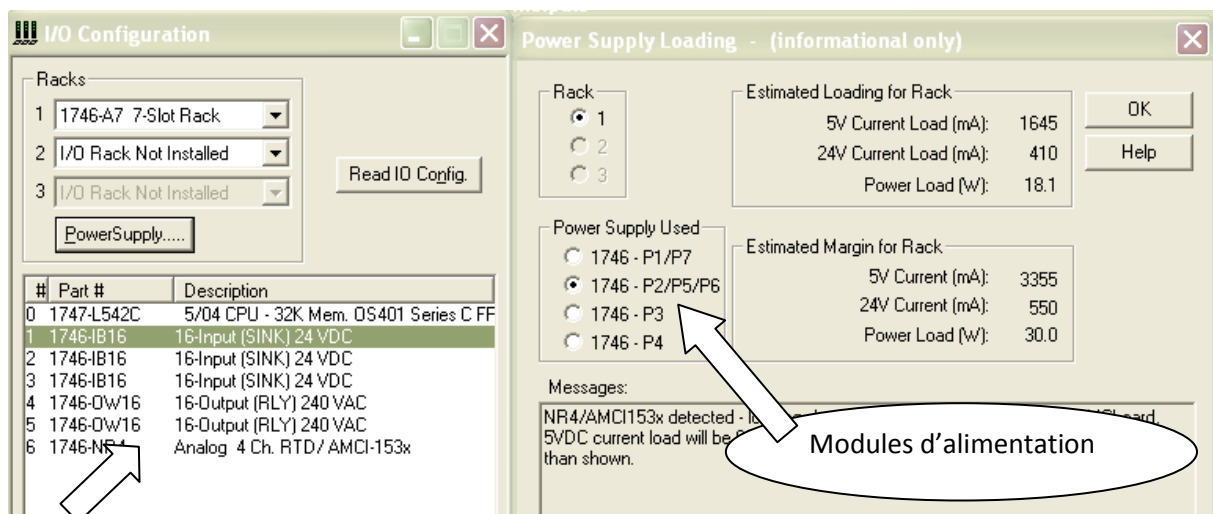 I/O Configuration
Racks
1 1746-A7 7-Slot Rack
2 I/O Rack Not Installed
3 I/O Rack Not Installed
Read IO Config.
PowerSupply.....
# Part # Description
0 1747-L542C 5/04 CPU - 32K Mem. OS401 Series C FF
1 1746-IB16 16-Input (SINK) 24 VDC
2 1746-IB16 16-Input (SINK) 24 VDC
3 1746-IB16 16-Input (SINK) 24 VDC
4 1746-OW16 16-Output (RLY) 240 VAC
5 1746-OW16 16-Output (RLY) 240 VAC
6 1746-NR4 Analog 4 Ch. RTD/ AMCI-153x
Power Supply Loading - (informational only)
Rack
1
2
3
Estimated Loading for Rack
5V Current Load (mA): 1645
24V Current Load (mA): 410
Power Load (W): 18.1
OK
Help
Power Supply Used
1746 - P1/P7
1746 - P2/P5/P6
1746 - P3
1746 - P4
Estimated Margin for Rack
5V Current (mA): 3355
24V Current (mA): 550
Power Load (W): 30.0
Messages:
NR4/AMCI153x detected -
5VDC current load will be
than shown.
Modules d’alimentation